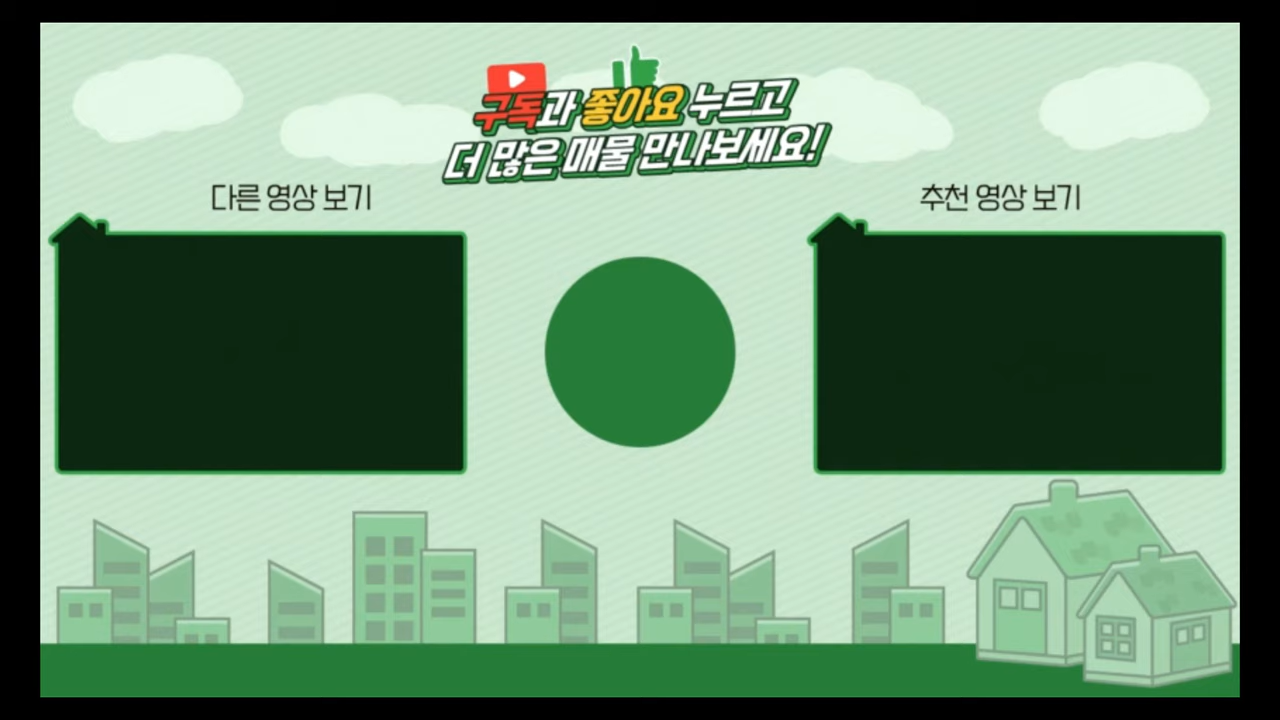 구독과 좋아요 누르고
더 많은 매물 만나보세요!
다른 영상 보기
추천 영상 보기